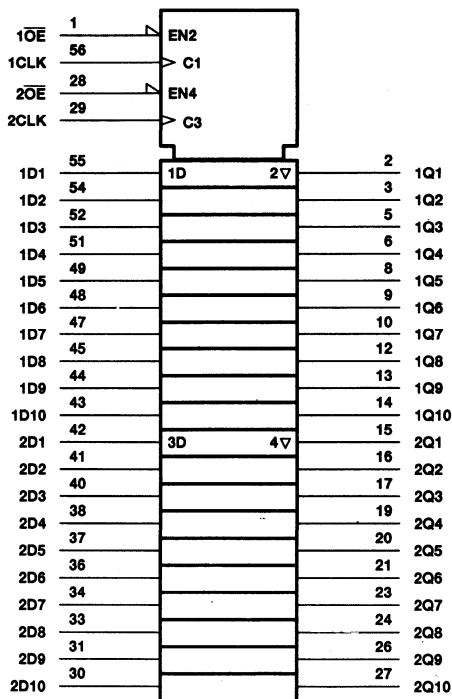 1 1O̅E̅ EN2
56 1CLK C1
28 2O̅E̅ EN4
29 2CLK C3
55 1D1 1D 2▽ 2 1Q1
54 1D2 3 1Q2
52 1D3 5 1Q3
51 1D4 6 1Q4
49 1D5 8 1Q5
48 1D6 9 1Q6
47 1D7 10 1Q7
45 1D8 12 1Q8
44 1D9 13 1Q9
43 1D10 14 1Q10
42 2D1 3D 4▽ 15 2Q1
41 2D2 16 2Q2
40 2D3 17 2Q3
38 2D4 19 2Q4
37 2D5 20 2Q5
36 2D6 21 2Q6
34 2D7 23 2Q7
33 2D8 24 2Q8
31 2D9 26 2Q9
30 2D10 27 2Q10